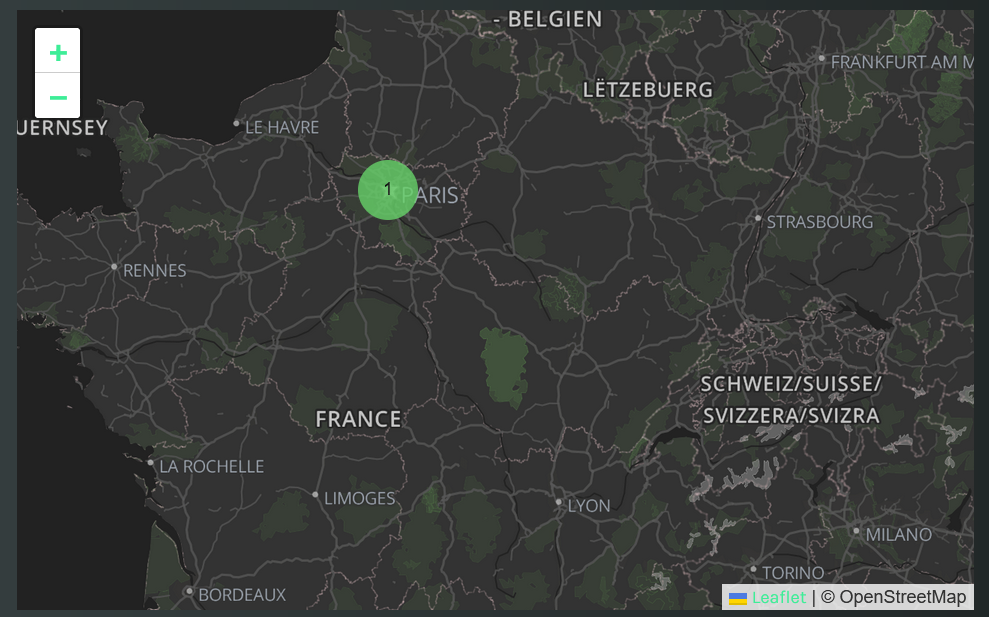 - BELGIEN
+
FRANKFURT AM M
LËTZEBUERG
−
UERNSEY
LE HAVRE
1
PARIS
STRASBOURG
RENNES
SCHWEIZ/SUISSE/
SVIZZERA/SVIZRA
FRANCE
LA ROCHELLE
LIMOGES
LYON
MILANO
TORINO
BORDEAUX
Leaflet | © OpenStreetMap